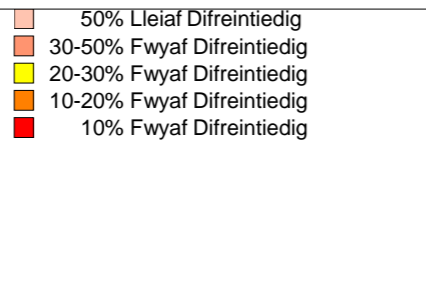 50% Lleiaf Difreintiedig
30-50% Fwyaf Difreintiedig
20-30% Fwyaf Difreintiedig
10-20% Fwyaf Difreintiedig
10% Fwyaf Difreintiedig